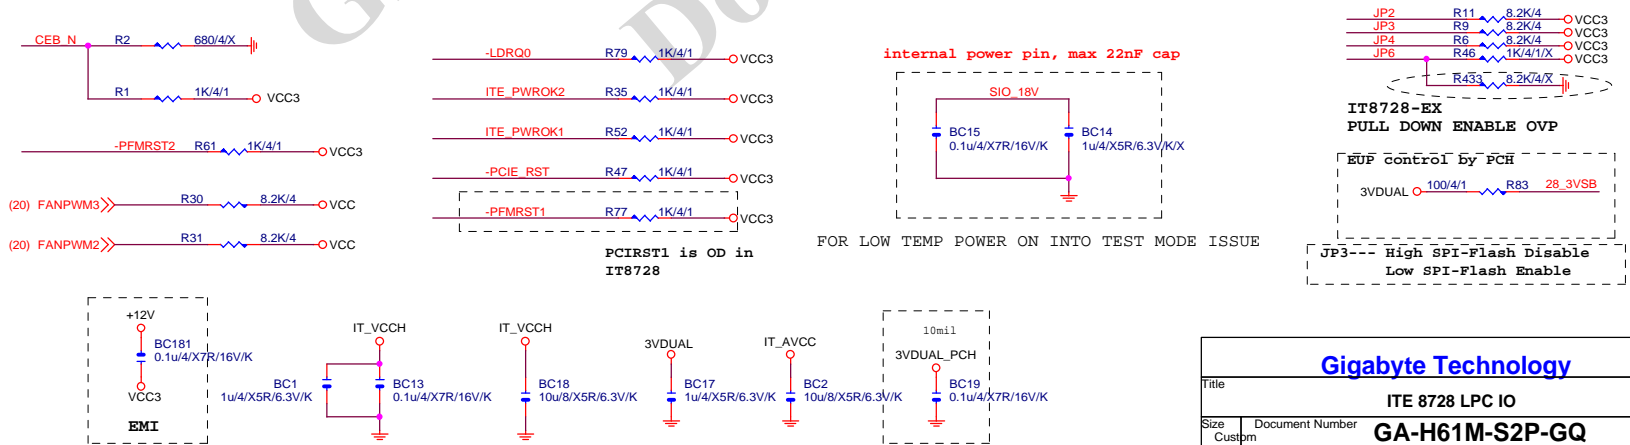 CEB_N R2 680/4/X
R1 1K/4/1 VCC3
-PFMRST2 R61 1K/4/1 VCC3
(20) FANPWM3 R30 8.2K/4 VCC
(20) FANPWM2 R31 8.2K/4 VCC
-LDRQ0 R79 1K/4/1 VCC3
ITE_PWROK2 R35 1K/4/1 VCC3
ITE_PWROK1 R52 1K/4/1 VCC3
-PCIE_RST R47 1K/4/1 VCC3
-PFMRST1 R77 1K/4/1 VCC3
PCIRST1 is OD in
IT8728
internal power pin, max 22nF cap
SIO_18V
BC15
0.1u/4/X7R/16V/K
BC14
1u/4/X5R/6.3V/K/X
FOR LOW TEMP POWER ON INTO TEST MODE ISSUE
JP2 R11 8.2K/4 VCC3
JP3 R9 8.2K/4 VCC3
JP4 R6 8.2K/4 VCC3
JP6 R46 1K/4/1/X VCC3
R433 8.2K/4/X
IT8728-EX
PULL DOWN ENABLE OVP
EUP control by PCH
3VDUAL 100/4/1 R83 28_3VSB
JP3--- High SPI-Flash Disable
Low SPI-Flash Enable
+12V
BC181
0.1u/4/X7R/16V/K
VCC3
EMI
IT_VCCH
BC1
1u/4/X5R/6.3V/K
BC13
0.1u/4/X7R/16V/K
IT_VCCH
BC18
10u/8/X5R/6.3V/K
3VDUAL
BC17
1u/4/X5R/6.3V/K
IT_AVCC
BC2
10u/8/X5R/6.3V/K
10mil
3VDUAL_PCH
BC19
0.1u/4/X7R/16V/K
Gigabyte Technology
Title
ITE 8728 LPC IO
Size Document Number
Custom
GA-H61M-S2P-GQ